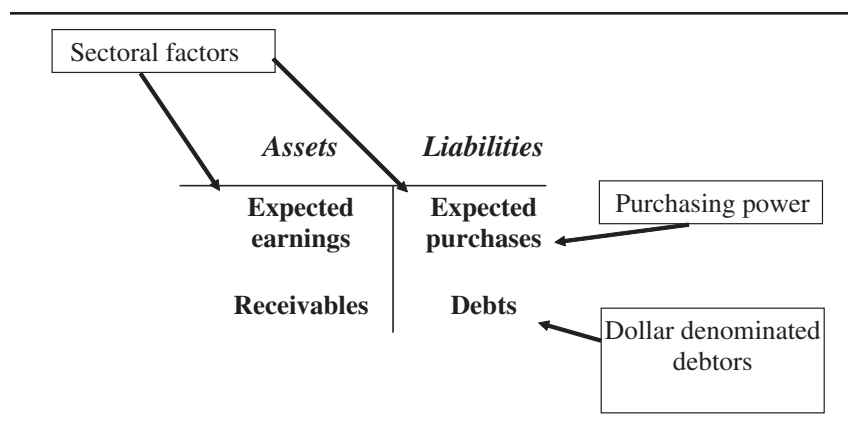 Sectoral factors
Assets
Liabilities
Expected
earnings
Expected
purchases
Purchasing power
Receivables
Debts
Dollar denominated
debtors